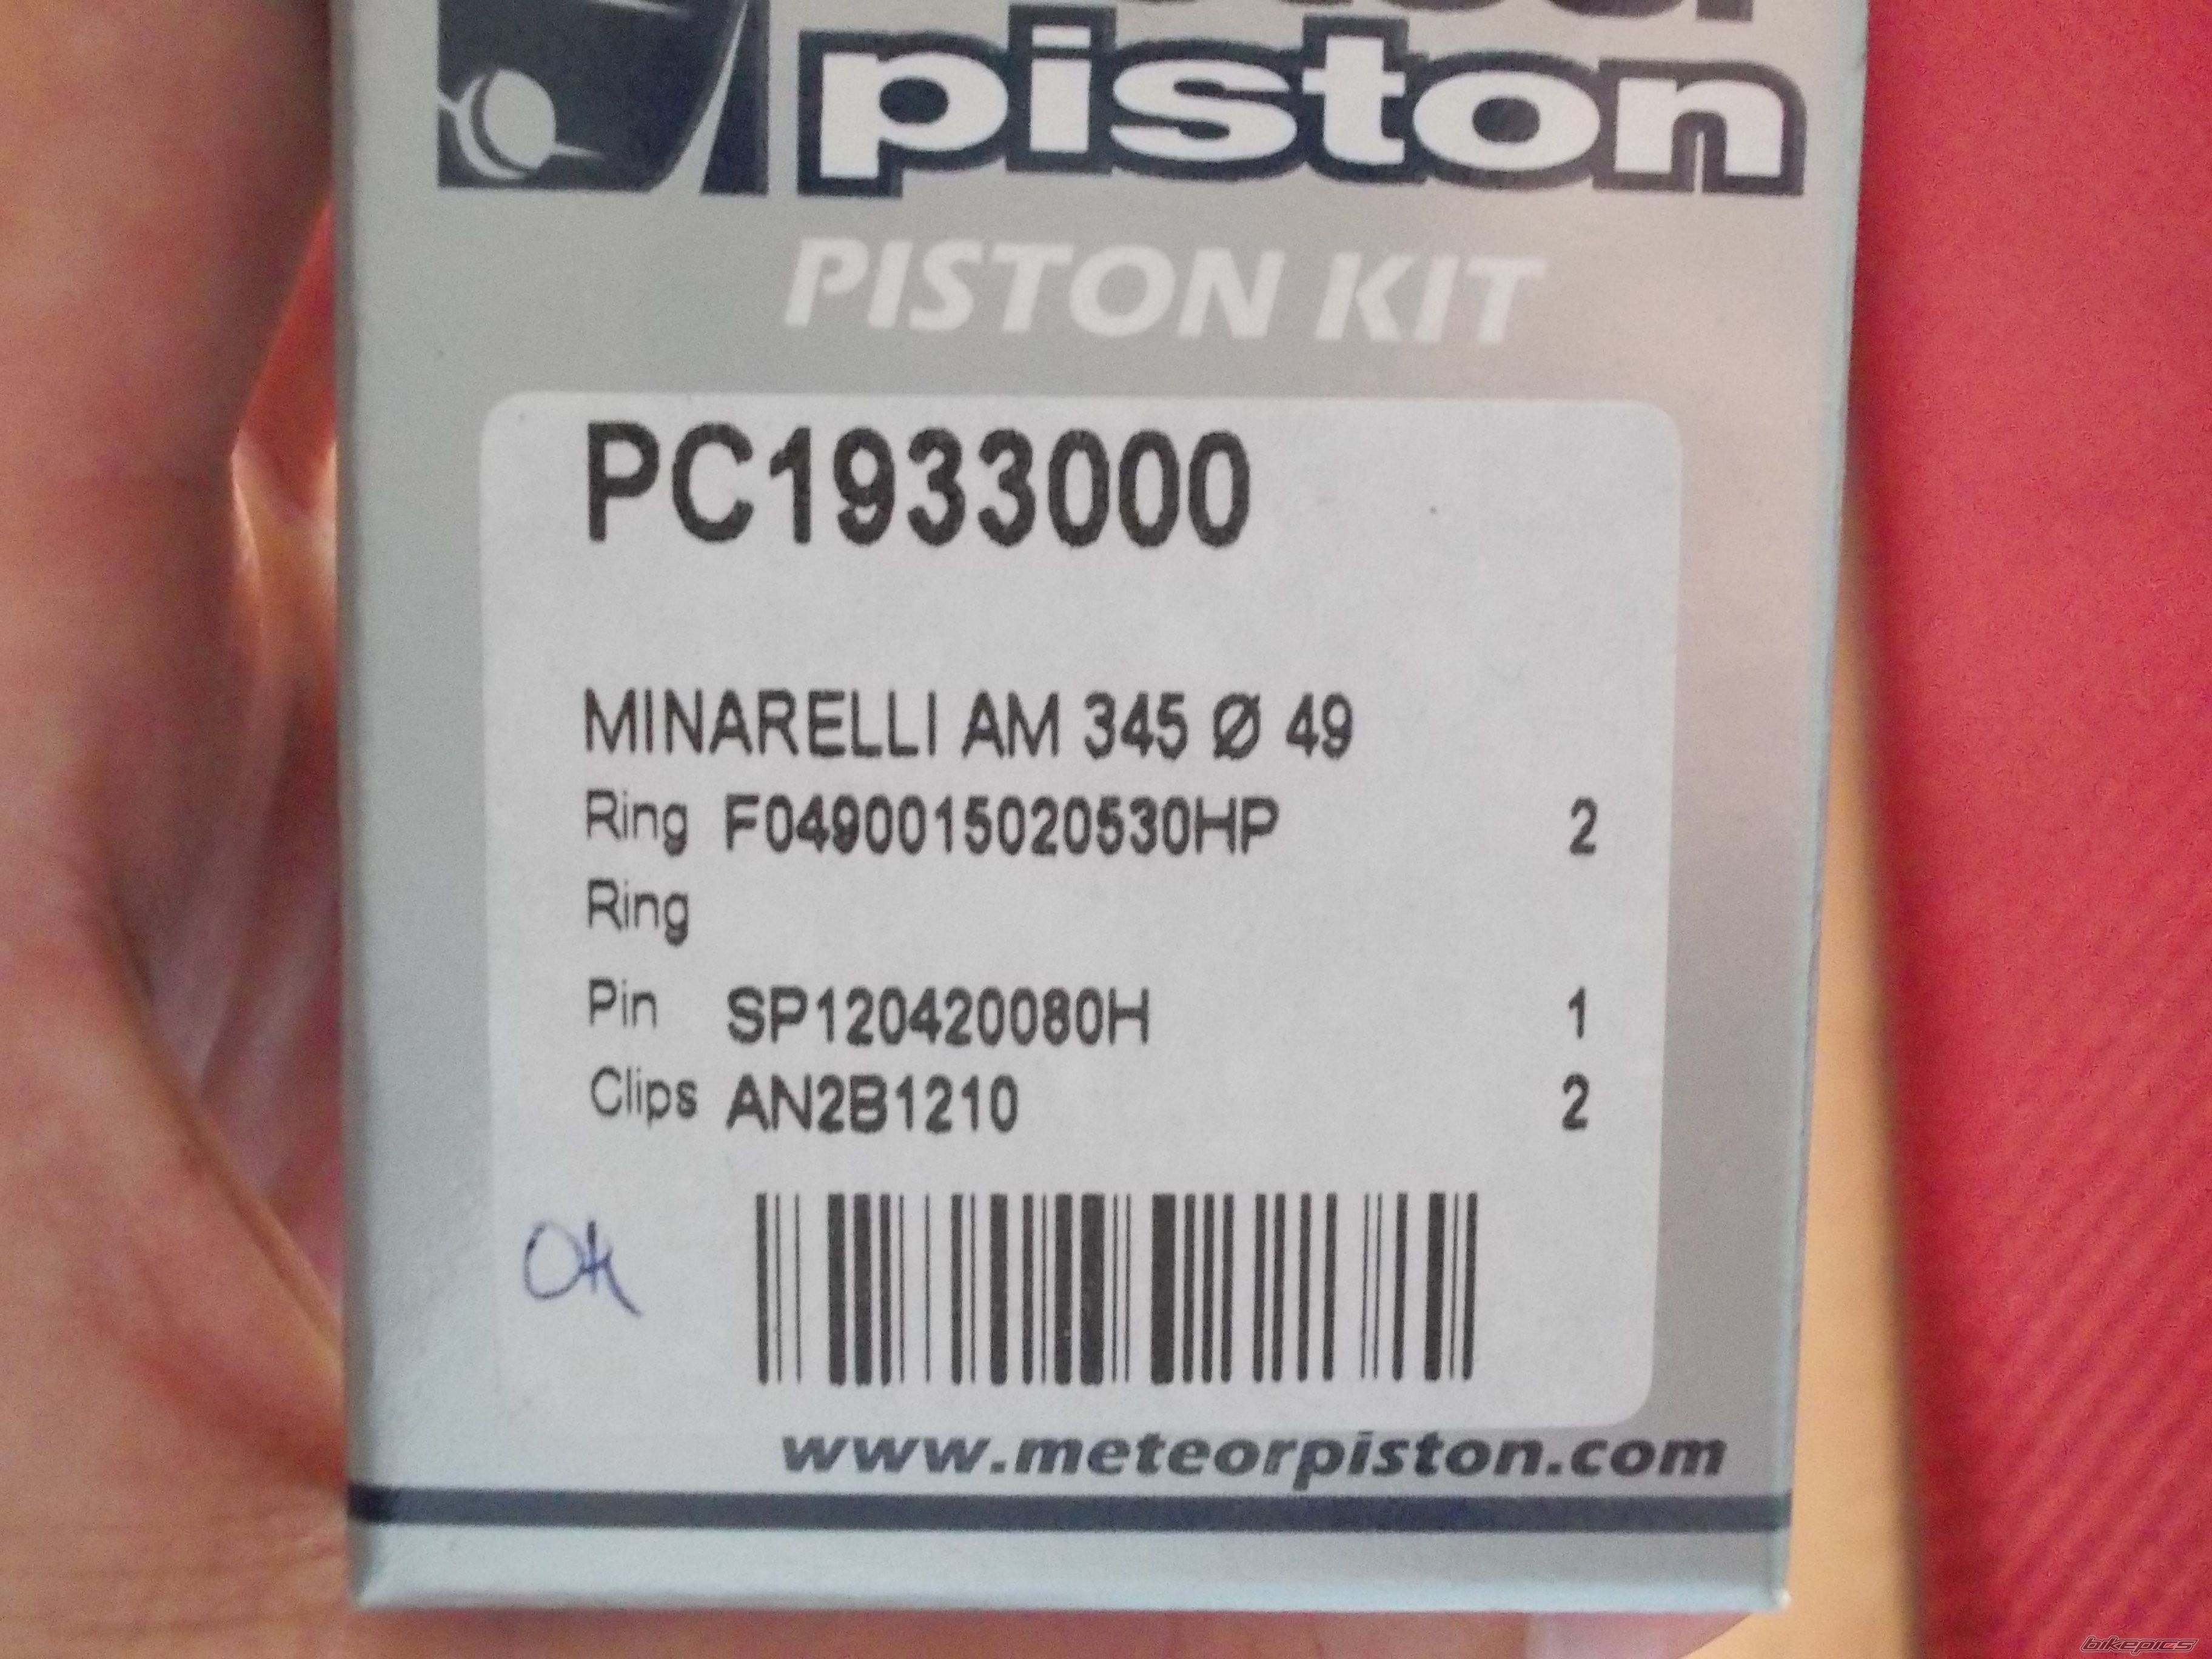 piston
PISTON KIT
PC1933000
MINARELLI AM 345 Ø 49
Ring F0490015020530HP 2
Ring
Pin SP120420080H 1
Clips AN2B1210 2
Ok
www.meteorpiston.com
bikepics